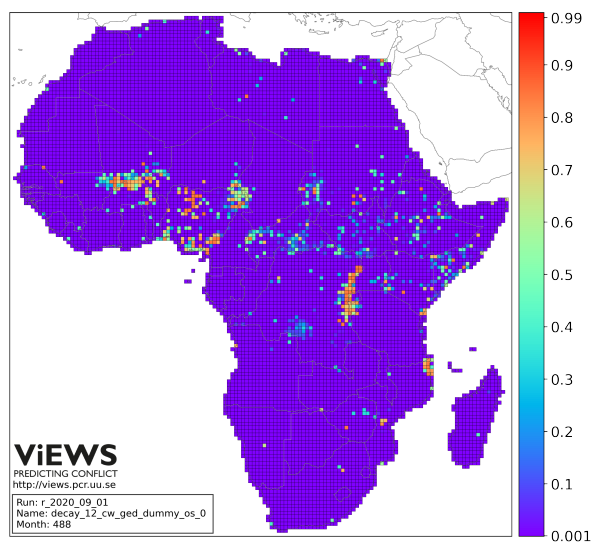 0.99
0.9
0.8
0.7
0.6
0.5
0.4
0.3
0.2
0.1
0.001
ViEWS
PREDICTING CONFLICT
http://views.pcr.uu.se
Run: r_2020_09_01
Name: decay_12_cw_ged_dummy_os_0
Month: 488